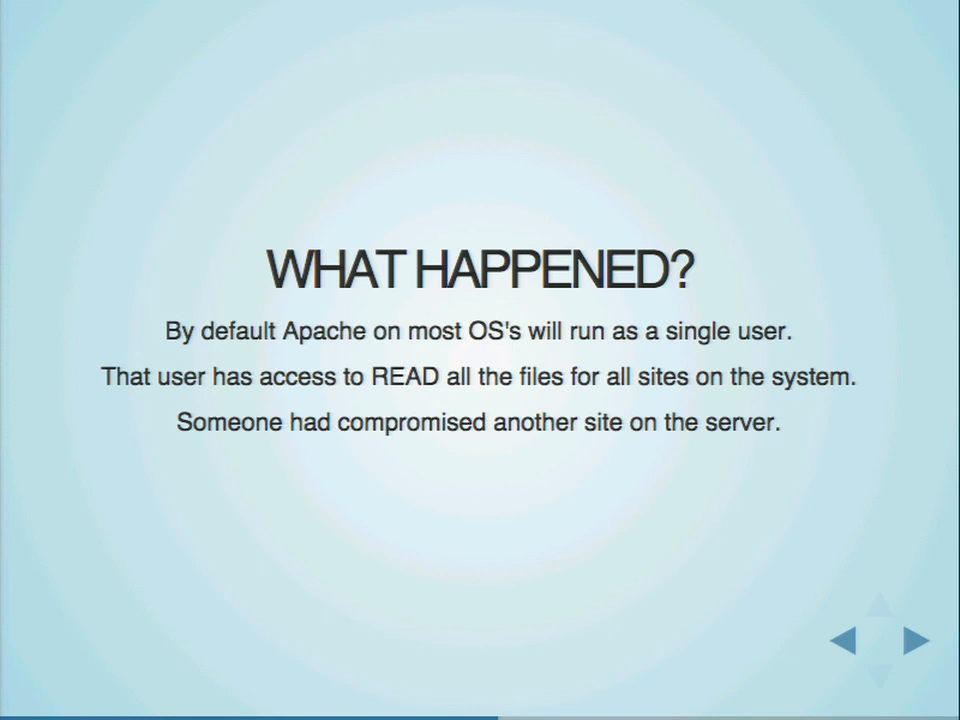 WHAT HAPPENED?
By default Apache on most OS's will run as a single user.
That user has access to READ all the files for all sites on the system.
Someone had compromised another site on the server.